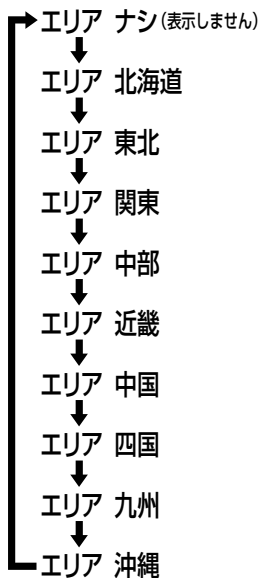 エリア ナシ(表示しません)
エリア 北海道
エリア 東北
エリア 関東
エリア 中部
エリア 近畿
エリア 中国
エリア 四国
エリア 九州
エリア 沖縄